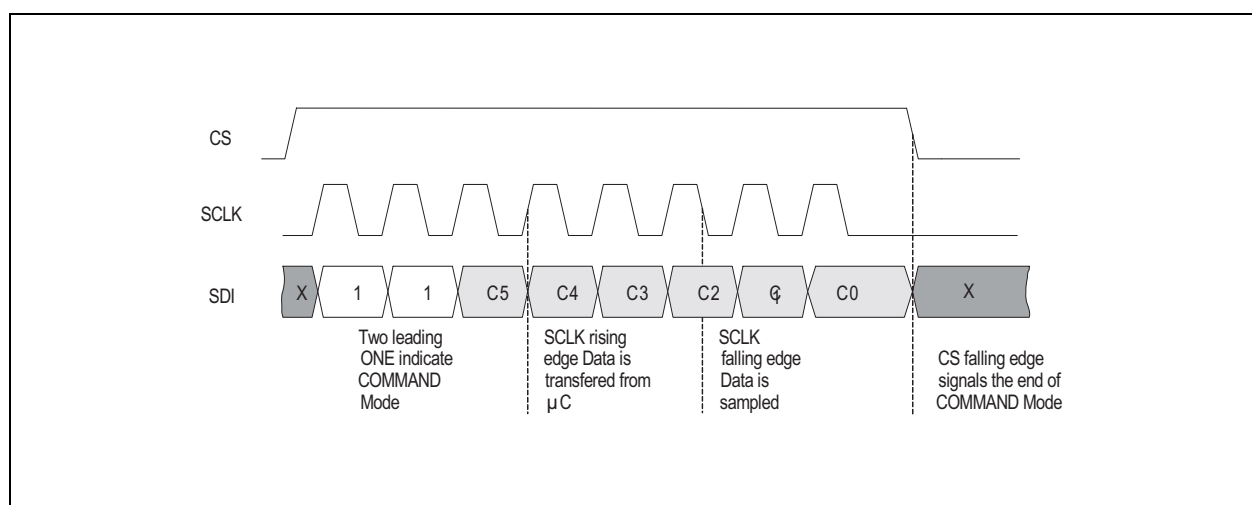 CS
SCLK
SDI
X 1 1 C5 C4 C3 C2 C1 C0 X
Two leading
ONE indicate
COMMAND
Mode
SCLK rising
edge Data is
transfered from
µC
SCLK
falling edge
Data is
sampled
CS falling edge
signals the end of
COMMAND Mode